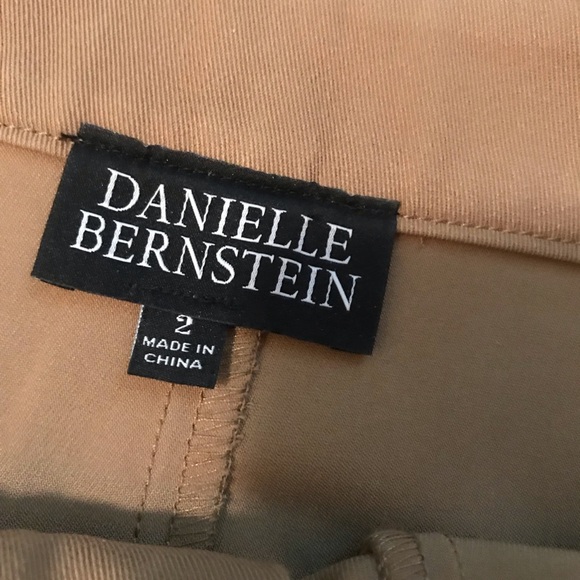 DANIELLE
BERNSTEIN
2
MADE IN
CHINA